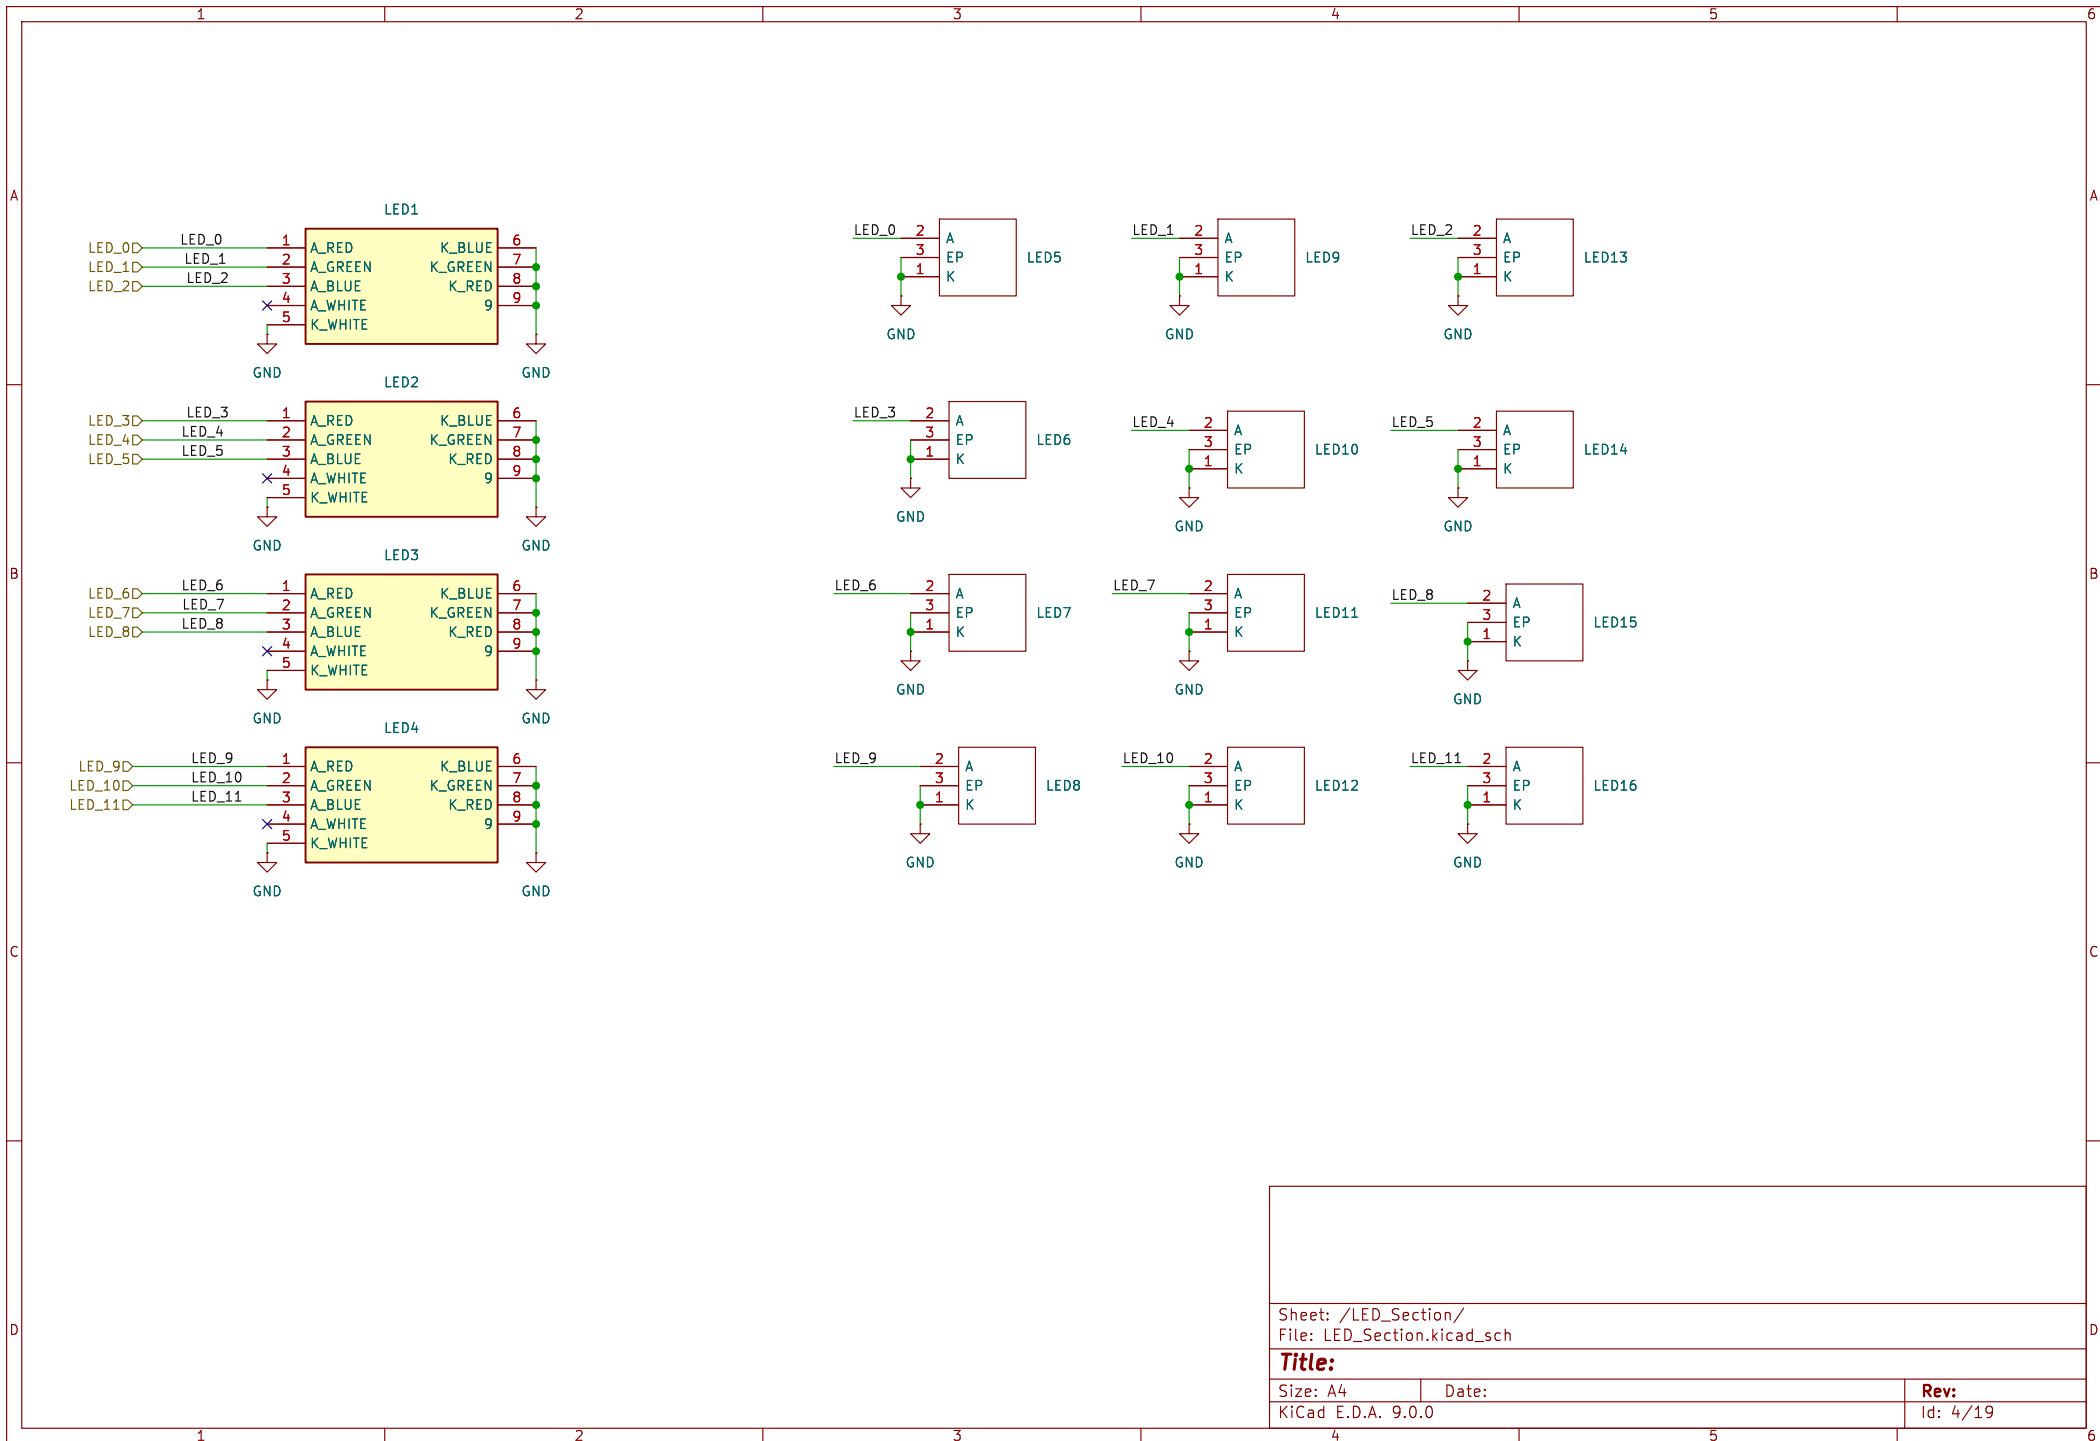 1 2 3 4 5 6
A A
LED1
LED_0 LED_0 1 A_RED K_BLUE 6
LED_1 LED_1 2 A_GREEN K_GREEN 7
LED_2 LED_2 3 A_BLUE K_RED 8
4 A_WHITE 9 9
5 K_WHITE
GND GND
LED_0 2 A
3 EP LED5
1 K
GND
LED_1 2 A
3 EP LED9
1 K
GND
LED_2 2 A
3 EP LED13
1 K
GND
LED2
LED_3 LED_3 1 A_RED K_BLUE 6
LED_4 LED_4 2 A_GREEN K_GREEN 7
LED_5 LED_5 3 A_BLUE K_RED 8
4 A_WHITE 9 9
5 K_WHITE
GND GND
LED_3 2 A
3 EP LED6
1 K
GND
LED_4 2 A
3 EP LED10
1 K
GND
LED_5 2 A
3 EP LED14
1 K
GND
B B
LED3
LED_6 LED_6 1 A_RED K_BLUE 6
LED_7 LED_7 2 A_GREEN K_GREEN 7
LED_8 LED_8 3 A_BLUE K_RED 8
4 A_WHITE 9 9
5 K_WHITE
GND GND
LED_6 2 A
3 EP LED7
1 K
GND
LED_7 2 A
3 EP LED11
1 K
GND
LED_8 2 A
3 EP LED15
1 K
GND
LED4
LED_9 LED_9 1 A_RED K_BLUE 6
LED_10 LED_10 2 A_GREEN K_GREEN 7
LED_11 LED_11 3 A_BLUE K_RED 8
4 A_WHITE 9 9
5 K_WHITE
GND GND
LED_9 2 A
3 EP LED8
1 K
GND
LED_10 2 A
3 EP LED12
1 K
GND
LED_11 2 A
3 EP LED16
1 K
GND
C C
D D
Sheet: /LED_Section/
File: LED_Section.kicad_sch
Title:
Size: A4 Date: Rev:
KiCad E.D.A. 9.0.0 Id: 4/19
1 2 3 4 5 6